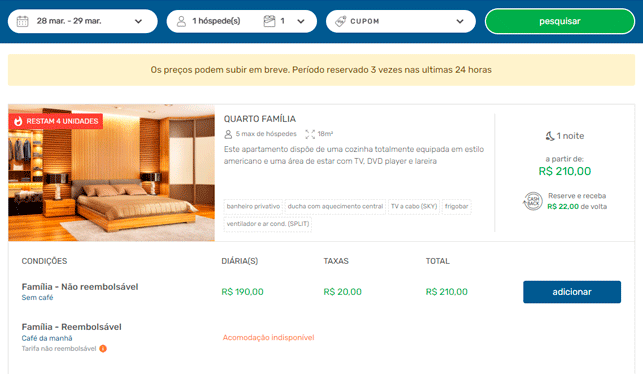 28 mar. - 29 mar.
1 hóspede(s)
1
CUPOM
pesquisar
Os preços podem subir em breve. Período reservado 3 vezes nas ultimas 24 horas
RESTAM 4 UNIDADES
QUARTO FAMÍLIA
5 max de hóspedes
18m²
Este apartamento dispõe de uma cozinha totalmente equipada em estilo
americano e uma área de estar com TV, DVD player e lareira
banheiro privativo
ducha com aquecimento central
TV a cabo (SKY)
frigobar
ventilador e ar cond. (SPLIT)
1 noite
a partir de:
R$ 210,00
CASH
BACK
Reserve e receba
R$ 22,00 de volta
CONDIÇÕES
DIÁRIA(S)
TAXAS
TOTAL
Família - Não reembolsável
Sem café
R$ 190,00
R$ 20,00
R$ 210,00
adicionar
Família - Reembolsável
Café da manhã
Tarifa não reembolsável
Acomodação indisponível